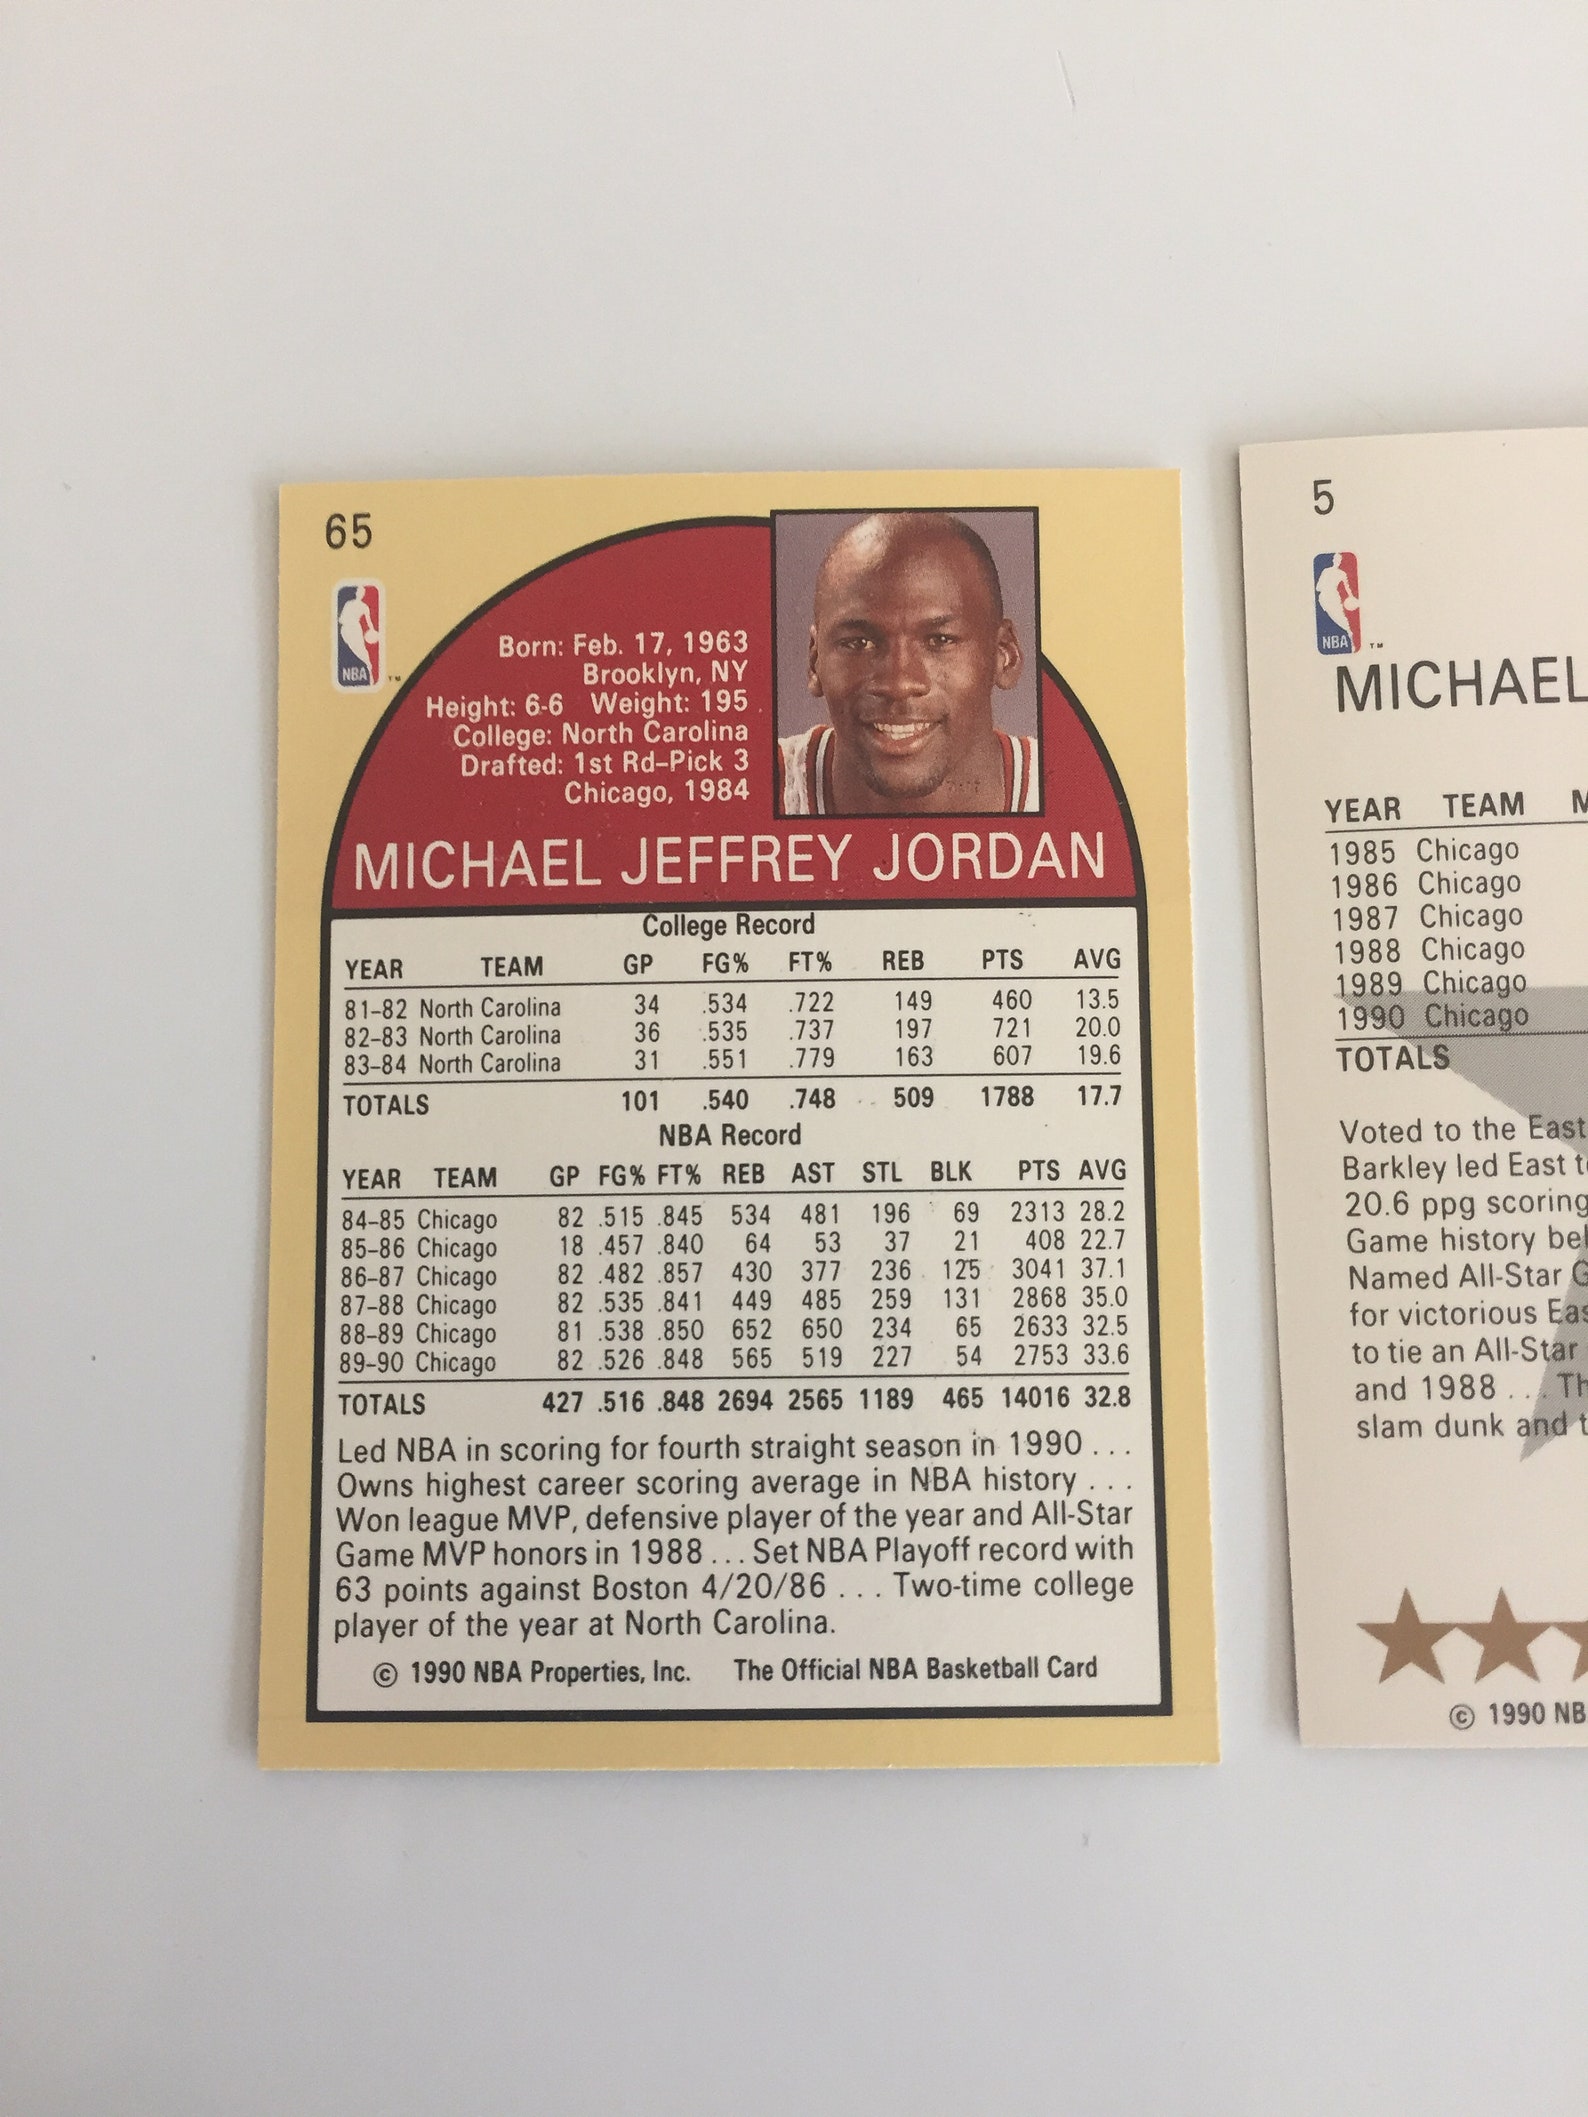 65
NBA
™
Born: Feb. 17, 1963
Brooklyn, NY
Height: 6-6 Weight: 195
College: North Carolina
Drafted: 1st Rd–Pick 3
Chicago, 1984
MICHAEL JEFFREY JORDAN
College Record
YEAR TEAM GP FG% FT% REB PTS AVG
81–82 North Carolina 34 .534 .722 149 460 13.5
82–83 North Carolina 36 .535 .737 197 721 20.0
83–84 North Carolina 31 .551 .779 163 607 19.6
TOTALS 101 .540 .748 509 1788 17.7
NBA Record
YEAR TEAM GP FG% FT% REB AST STL BLK PTS AVG
84–85 Chicago 82 .515 .845 534 481 196 69 2313 28.2
85–86 Chicago 18 .457 .840 64 53 37 21 408 22.7
86–87 Chicago 82 .482 .857 430 377 236 125 3041 37.1
87–88 Chicago 82 .535 .841 449 485 259 131 2868 35.0
88–89 Chicago 81 .538 .850 652 650 234 65 2633 32.5
89–90 Chicago 82 .526 .848 565 519 227 54 2753 33.6
TOTALS 427 .516 .848 2694 2565 1189 465 14016 32.8
Led NBA in scoring for fourth straight season in 1990 . . .
Owns highest career scoring average in NBA history . . .
Won league MVP, defensive player of the year and All-Star
Game MVP honors in 1988 . . . Set NBA Playoff record with
63 points against Boston 4/20/86 . . . Two-time college
player of the year at North Carolina.
© 1990 NBA Properties, Inc. The Official NBA Basketball Card
5
NBA
™
MICHAEL
YEAR TEAM M
1985 Chicago
1986 Chicago
1987 Chicago
1988 Chicago
1989 Chicago
1990 Chicago
TOTALS
Voted to the East
Barkley led East t
20.6 ppg scoring
Game history be
Named All-Star G
for victorious Eas
to tie an All-Star
and 1988 . . . Th
slam dunk and t
© 1990 NB